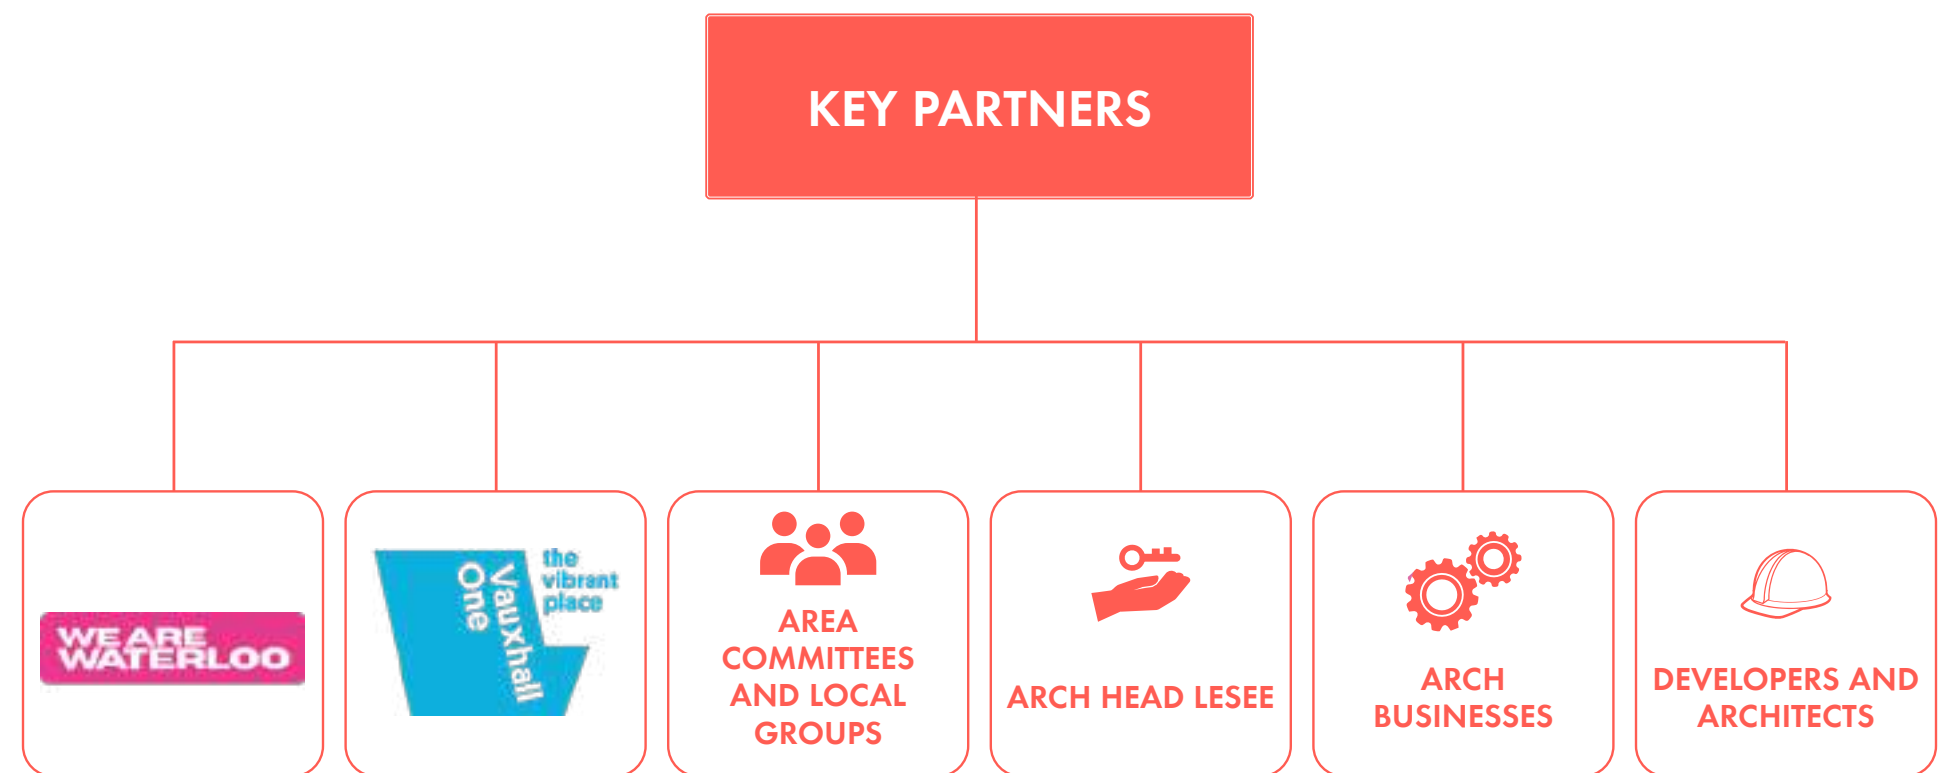 KEY PARTNERS
WE ARE
WATERLOO
Vauxhall
One
the
vibrant
place
AREA
COMMITTEES
AND LOCAL
GROUPS
ARCH HEAD LESEE
ARCH
BUSINESSES
DEVELOPERS AND
ARCHITECTS